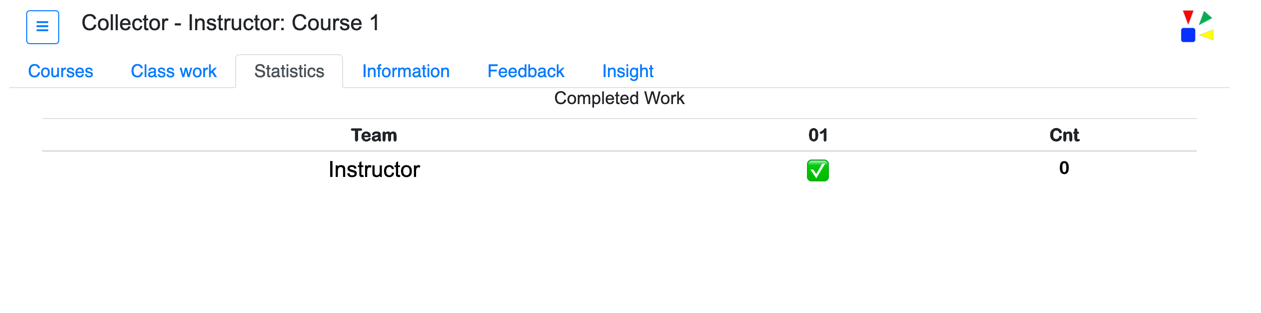 Collector - Instructor: Course 1
Courses Class work Statistics Information Feedback Insight
Completed Work
Team 01 Cnt
Instructor ✅ 0